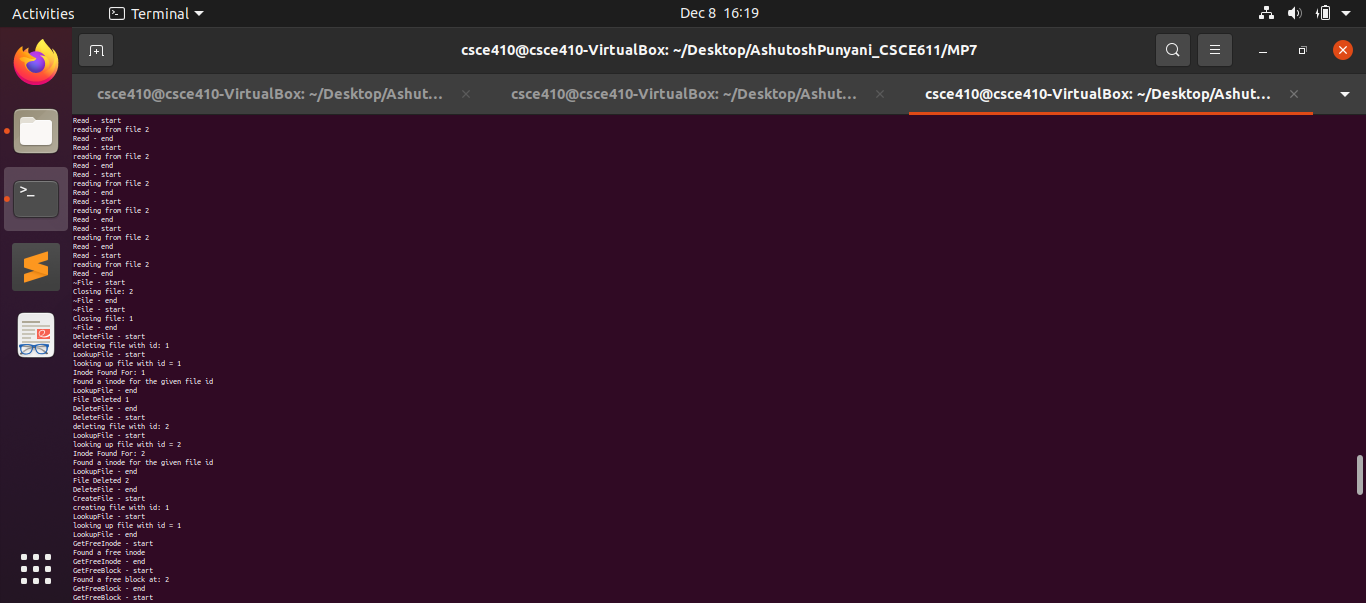 Activities
Terminal
Dec 8 16:19
csce410@csce410-VirtualBox: ~/Desktop/AshutoshPunyani_CSCE611/MP7
csce410@csce410-VirtualBox: ~/Desktop/Ashut...
csce410@csce410-VirtualBox: ~/Desktop/Ashut...
csce410@csce410-VirtualBox: ~/Desktop/Ashut...
Read - start
reading from file 2
Read - end
Read - start
reading from file 2
Read - end
Read - start
reading from file 2
Read - end
Read - start
reading from file 2
Read - end
Read - start
reading from file 2
Read - end
Read - start
reading from file 2
Read - end
~File - start
Closing file: 2
~File - end
~File - start
Closing file: 1
~File - end
DeleteFile - start
deleting file with id: 1
LookupFile - start
looking up file with id = 1
Inode Found For: 1
Found a inode for the given file id
LookupFile - end
File Deleted 1
DeleteFile - end
DeleteFile - start
deleting file with id: 2
LookupFile - start
looking up file with id = 2
Inode Found For: 2
Found a inode for the given file id
LookupFile - end
File Deleted 2
DeleteFile - end
CreateFile - start
creating file with id: 1
LookupFile - start
looking up file with id = 1
LookupFile - end
GetFreeInode - start
Found a free inode
GetFreeInode - end
GetFreeBlock - start
Found a free block at: 2
GetFreeBlock - end
GetFreeBlock - start